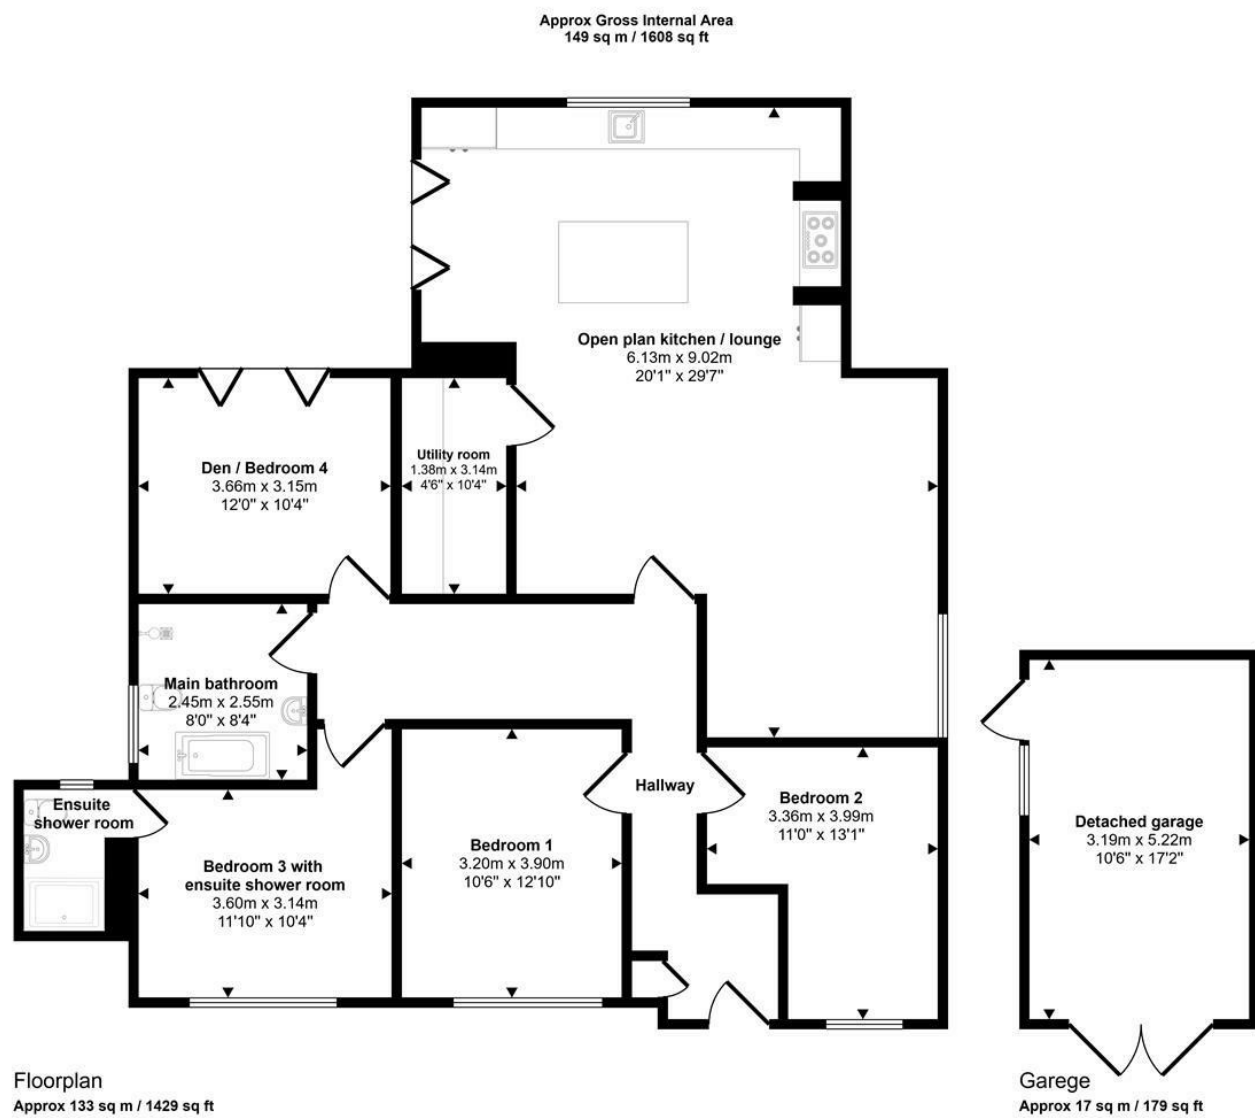 Approx Gross Internal Area
149 sq m / 1608 sq ft
Open plan kitchen / lounge
6.13m x 9.02m
20'1" x 29'7"
Utility room
1.38m x 3.14m
4'6" x 10'4"
Den / Bedroom 4
3.66m x 3.15m
12'0" x 10'4"
Main bathroom
2.45m x 2.55m
8'0" x 8'4"
Ensuite
shower room
Bedroom 3 with
ensuite shower room
3.60m x 3.14m
11'10" x 10'4"
Bedroom 1
3.20m x 3.90m
10'6" x 12'10"
Hallway
Bedroom 2
3.36m x 3.99m
11'0" x 13'1"
Detached garage
3.19m x 5.22m
10'6" x 17'2"
Floorplan
Approx 133 sq m / 1429 sq ft
Garege
Approx 17 sq m / 179 sq ft